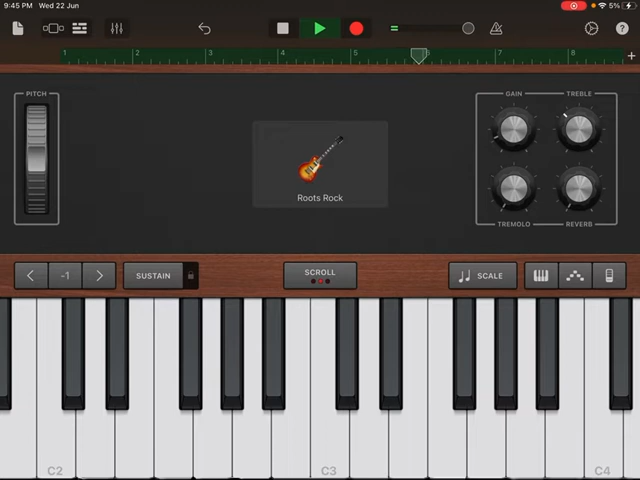 9:45 PM Wed 22 Jun 5%
1 2 3 4 5 6 7 8
PITCH
GAIN TREBLE
Roots Rock
TREMOLO REVERB
-1 SUSTAIN SCROLL SCALE
C2 C3 C4